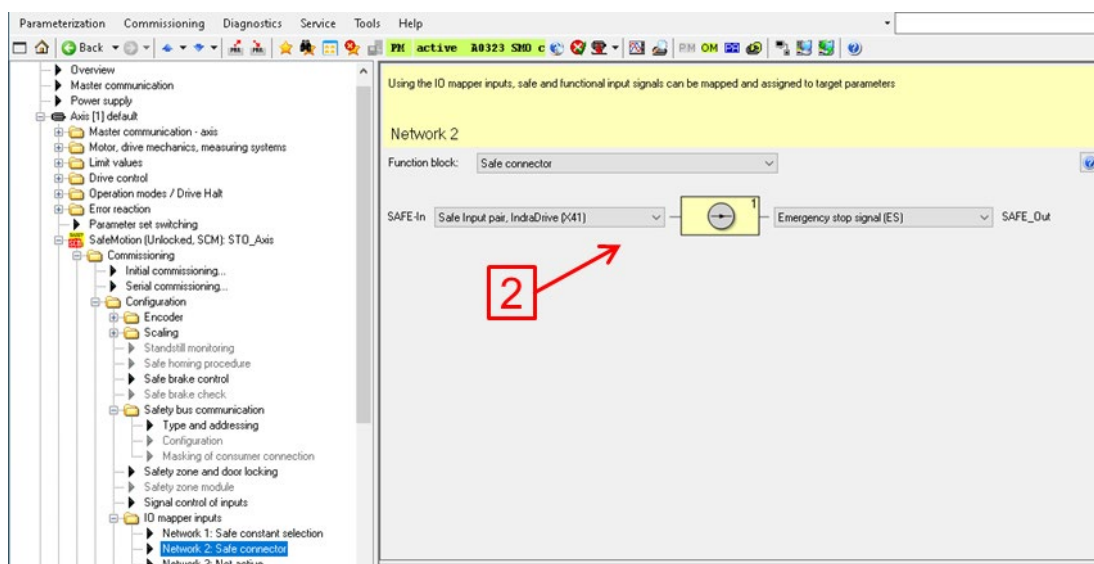 Parameterization Commissioning Diagnostics Service Tools Help
Back PM active A0323 SMO c PM OM
Overview
Master communication
Power supply
Axis [1] default
Master communication - axis
Motor, drive mechanics, measuring systems
Limit values
Drive control
Operation modes / Drive Halt
Error reaction
Parameter set switching
SafeMotion (Unlocked, SCM): STO_Axis
Commissioning
Initial commissioning...
Serial commissioning...
Configuration
Encoder
Scaling
Standstill monitoring
Safe homing procedure
Safe brake control
Safe brake check
Safety bus communication
Type and addressing
Configuration
Masking of consumer connection
Safety zone and door locking
Safety zone module
Signal control of inputs
IO mapper inputs
Network 1: Safe constant selection
Network 2: Safe connector
Network 3: Not active
Using the IO mapper inputs, safe and functional input signals can be mapped and assigned to target parameters
Network 2
Function block: Safe connector
SAFE-In Safe Input pair, IndraDrive (X41) 1 Emergency stop signal (ES) SAFE_Out
2